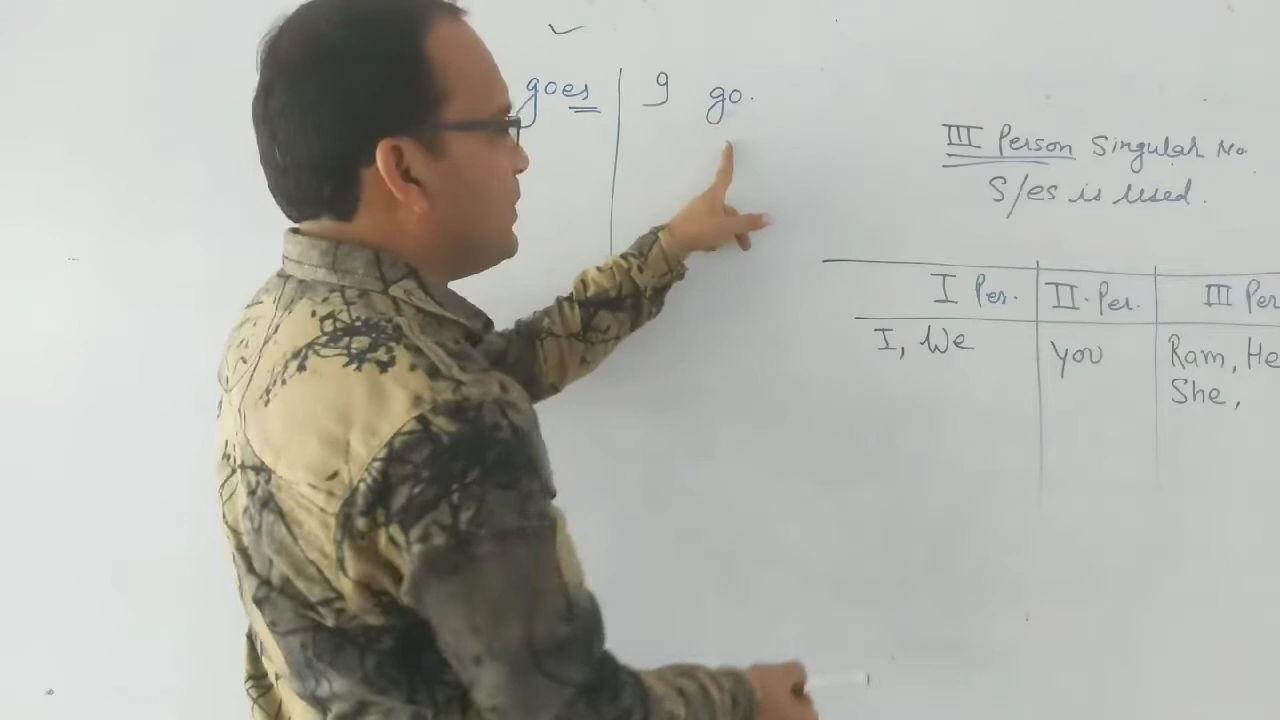 goes | I go.
III Person Singular No
S/es is used.
I Per. | II. Per. | III Per
I, We | you | Ram, He
She,